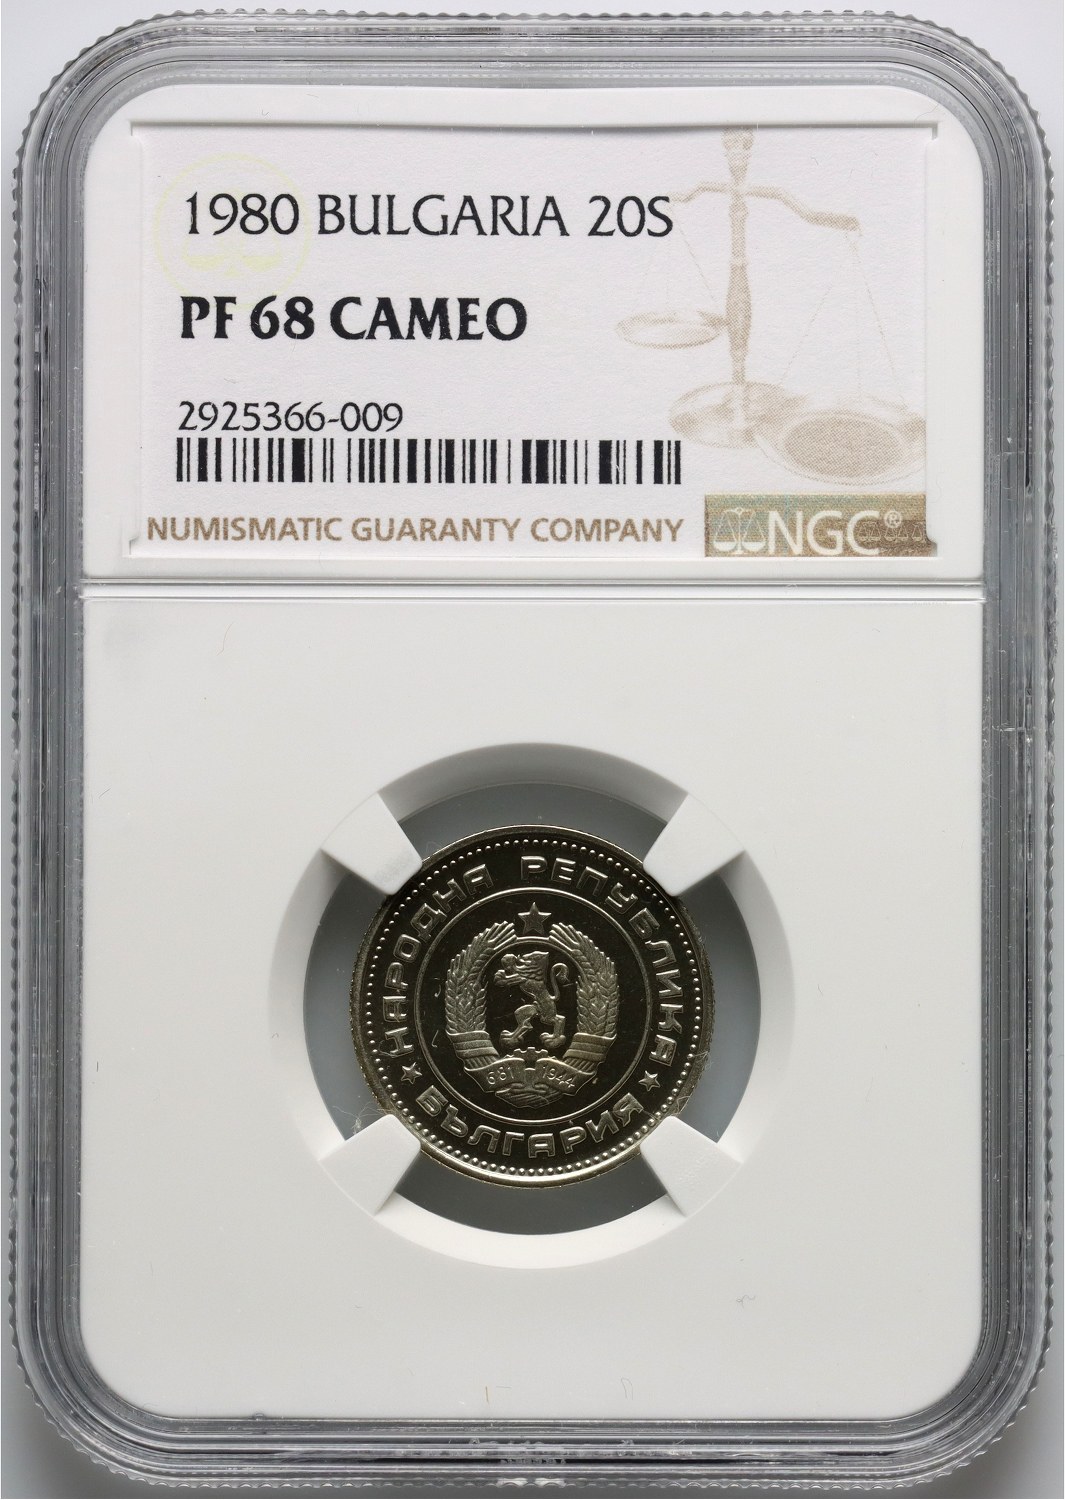 1980 BULGARIA 20S
PF 68 CAMEO
2925366-009
NUMISMATIC GUARANTY COMPANY
NGC®
НАРОДНА РЕПУБЛИКА
БЪЛГАРИЯ
681 1944